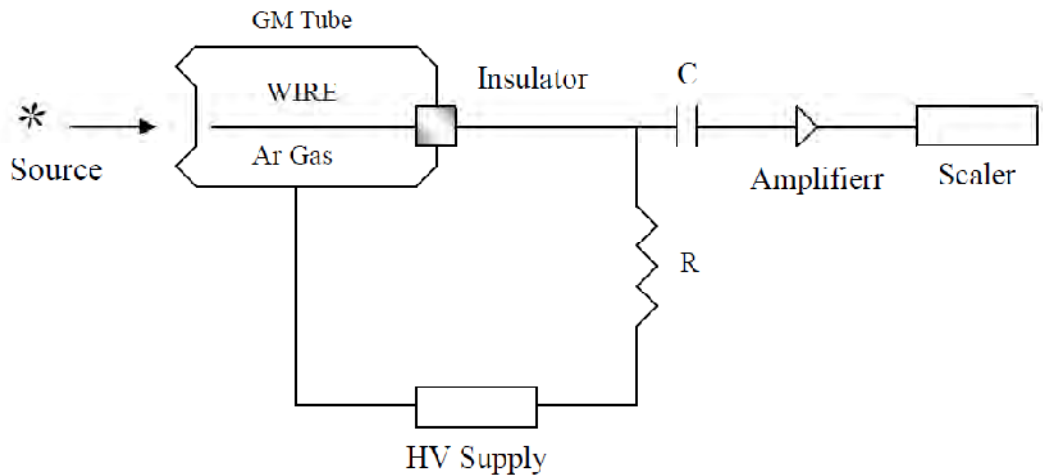 GM Tube
Insulator
C
WIRE
*
Ar Gas
Source
Amplifierr
Scaler
R
HV Supply